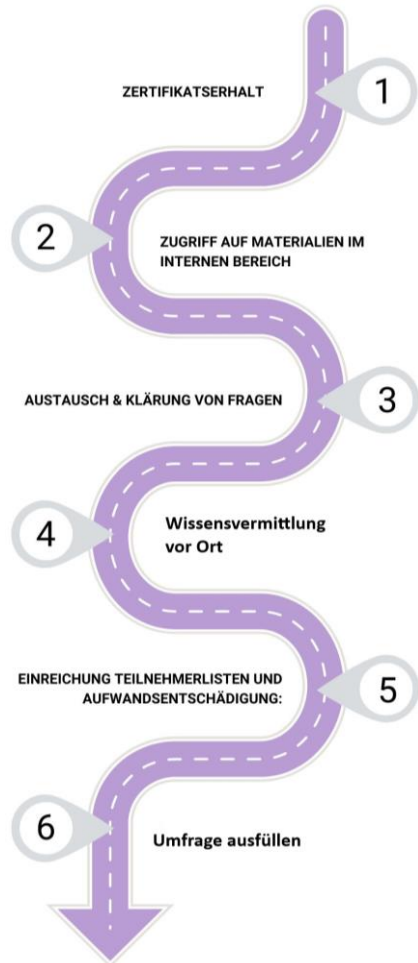 1
ZERTIFIKATSERHALT
2
ZUGRIFF AUF MATERIALIEN IM
INTERNEN BEREICH
3
AUSTAUSCH & KLÄRUNG VON FRAGEN
4
Wissensvermittlung
vor Ort
5
EINREICHUNG TEILNEHMERLISTEN UND
AUFWANDSENTSCHÄDIGUNG:
6
Umfrage ausfüllen